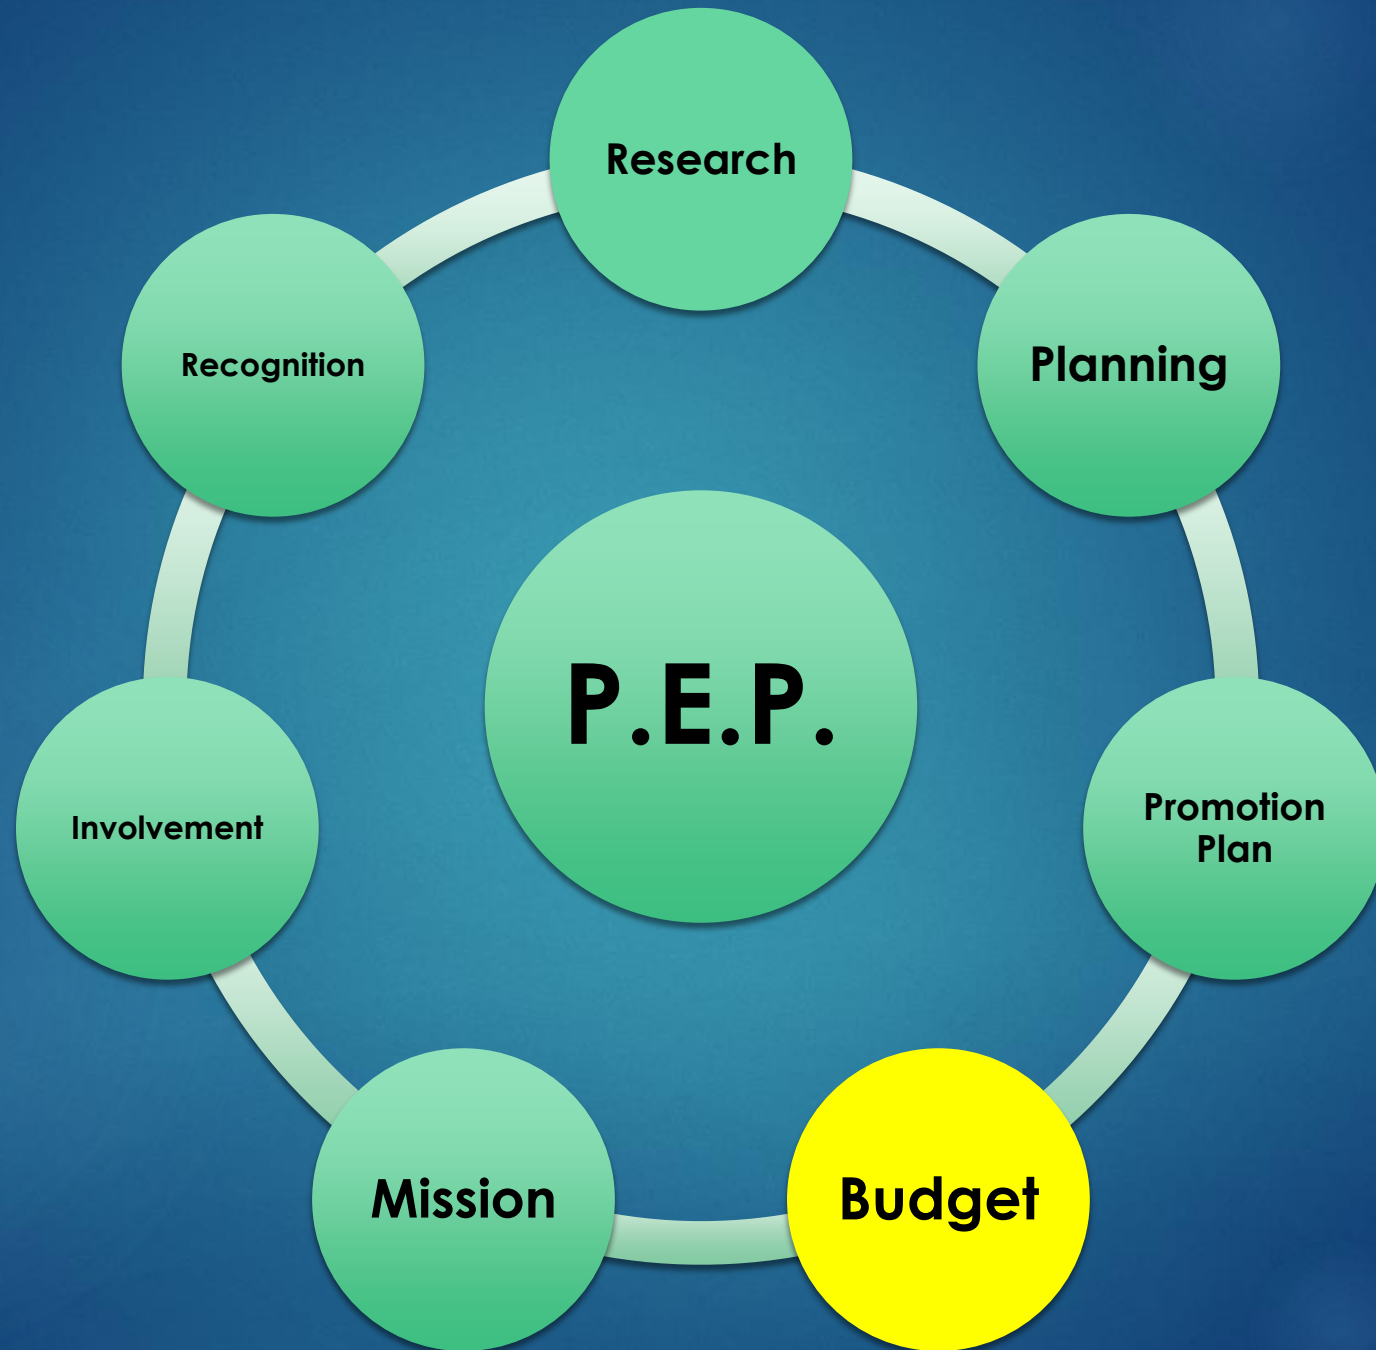 Research
Planning
Promotion
Plan
Budget
Mission
Involvement
Recognition
P.E.P.